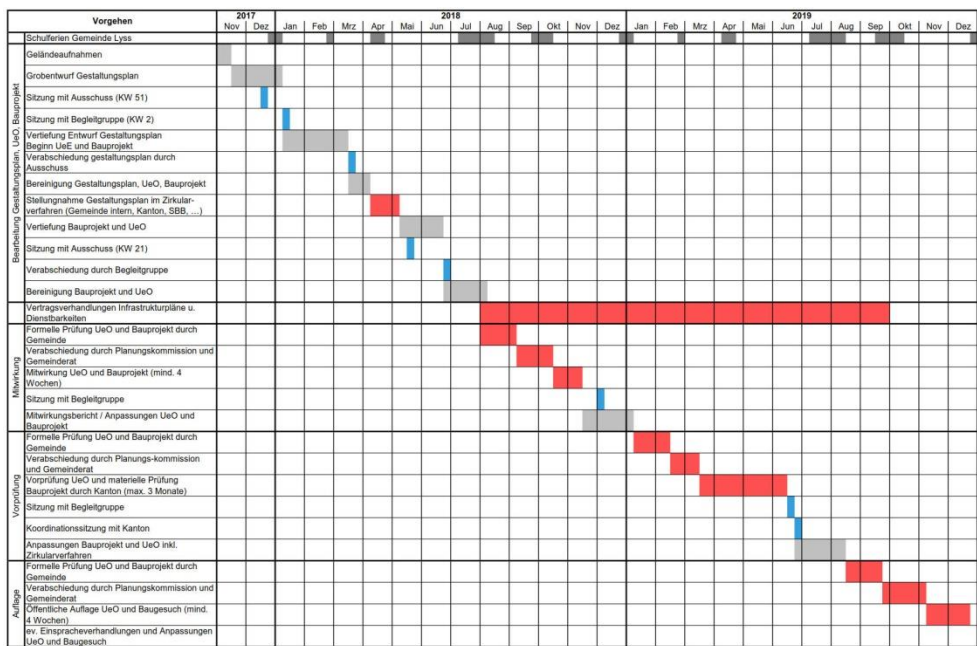 Vorgehen
2017 2018 2019
Nov Dez Jan Feb Mrz Apr Mai Jun Jul Aug Sep Okt Nov Dez Jan Feb Mrz Apr Mai Jun Jul Aug Sep Okt Nov Dez
Schulferien Gemeinde Lyss
Bearbeitung Gestaltungsplan, UeO, Bauprojekt
Geländeaufnahmen
Grobentwurf Gestaltungsplan
Sitzung mit Ausschuss (KW 51)
Sitzung mit Begleitgruppe (KW 2)
Vertiefung Entwurf Gestaltungsplan
Beginn UeE und Bauprojekt
Verabschiedung gestaltungsplan durch
Ausschuss
Bereinigung Gestaltungsplan, UeO, Bauprojekt
Stellungnahme Gestaltungsplan im Zirkular-
verfahren (Gemeinde intern, Kanton, SBB, …)
Vertiefung Bauprojekt und UeO
Sitzung mit Ausschuss (KW 21)
Verabschiedung durch Begleitgruppe
Bereinigung Bauprojekt und UeO
Vertragsverhandlungen Infrastrukturpläne u.
Dienstbarkeiten
Mitwirkung
Formelle Prüfung UeO und Bauprojekt durch
Gemeinde
Verabschiedung durch Planungskommission und
Gemeinderat
Mitwirkung UeO und Bauprojekt (mind. 4
Wochen)
Sitzung mit Begleitgruppe
Mitwirkungsbericht / Anpassungen UeO und
Bauprojekt
Vorprüfung
Formelle Prüfung UeO und Bauprojekt durch
Gemeinde
Verabschiedung durch Planungs-kommission
und Gemeinderat
Vorprüfung UeO und materielle Prüfung
Bauprojekt durch Kanton (max. 3 Monate)
Sitzung mit Begleitgruppe
Koordinationssitzung mit Kanton
Anpassungen Bauprojekt und UeO inkl.
Zirkularverfahren
Auflage
Formelle Prüfung UeO und Bauprojekt durch
Gemeinde
Verabschiedung durch Planungskommission und
Gemeinderat
Öffentliche Auflage UeO und Baugesuch (mind.
4 Wochen)
ev. Einspracheverhandlungen und Anpassungen
UeO und Baugesuch